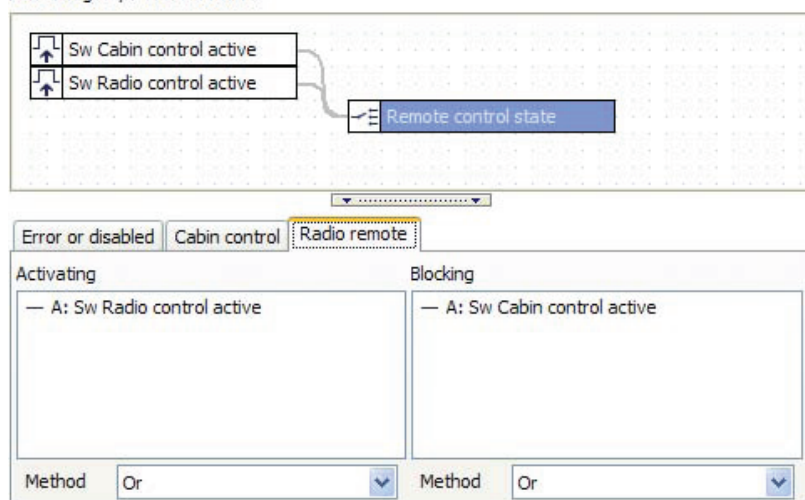 Sw Cabin control active
Sw Radio control active
Remote control state
Error or disabled Cabin control Radio remote
Activating Blocking
— A: Sw Radio control active — A: Sw Cabin control active
Method Or Method Or